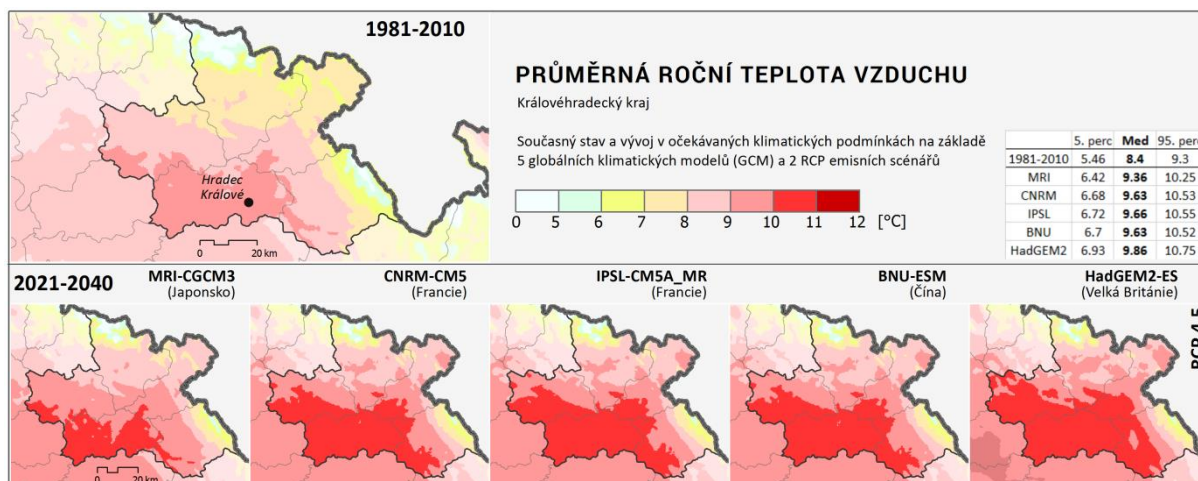 1981-2010
PRŮMĚRNÁ ROČNÍ TEPLOTA VZDUCHU
Královéhradecký kraj
Současný stav a vývoj v očekávaných klimatických podmínkách na základě
5 globálních klimatických modelů (GCM) a 2 RCP emisních scénářů
0 5 6 7 8 9 10 11 12 [°C]
Hradec
Králové
0 20 km
5. perc Med 95. perc
1981-2010 5.46 8.4 9.3
MRI 6.42 9.36 10.25
CNRM 6.68 9.63 10.53
IPSL 6.72 9.66 10.55
BNU 6.7 9.63 10.52
HadGEM2 6.93 9.86 10.75
2021-2040
MRI-CGCM3
(Japonsko)
CNRM-CM5
(Francie)
IPSL-CM5A_MR
(Francie)
BNU-ESM
(Čína)
HadGEM2-ES
(Velká Británie)
RCP 4.5
0 20 km